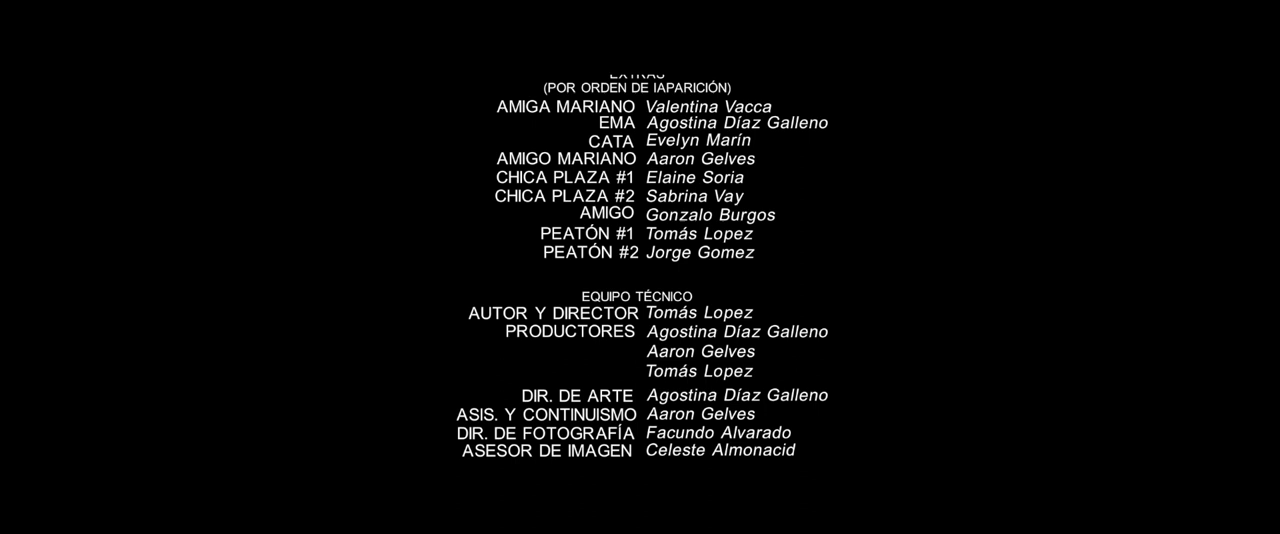 EXTRAS
(POR ORDEN DE IAPARICIÓN)
AMIGA MARIANO Valentina Vacca
EMA Agostina Díaz Galleno
CATA Evelyn Marín
AMIGO MARIANO Aaron Gelves
CHICA PLAZA #1 Elaine Soria
CHICA PLAZA #2 Sabrina Vay
AMIGO Gonzalo Burgos
PEATÓN #1 Tomás Lopez
PEATÓN #2 Jorge Gomez
EQUIPO TÉCNICO
AUTOR Y DIRECTOR Tomás Lopez
PRODUCTORES Agostina Díaz Galleno
Aaron Gelves
Tomás Lopez
DIR. DE ARTE Agostina Díaz Galleno
ASIS. Y CONTINUISMO Aaron Gelves
DIR. DE FOTOGRAFÍA Facundo Alvarado
ASESOR DE IMAGEN Celeste Almonacid